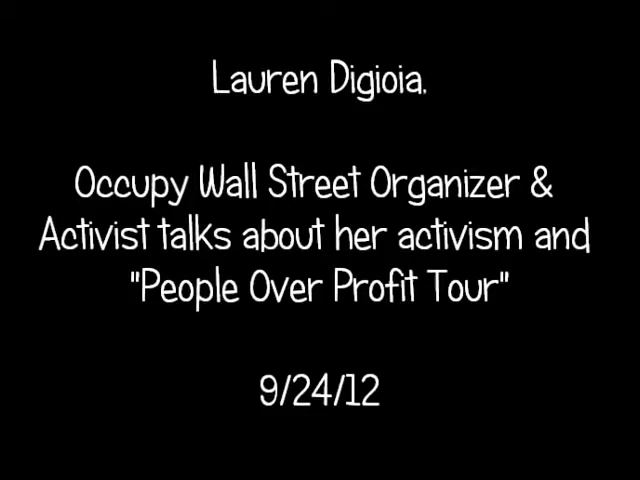 Lauren Digioia,
Occupy Wall Street Organizer &
Activist talks about her activism and
"People Over Profit Tour"
9/24/12